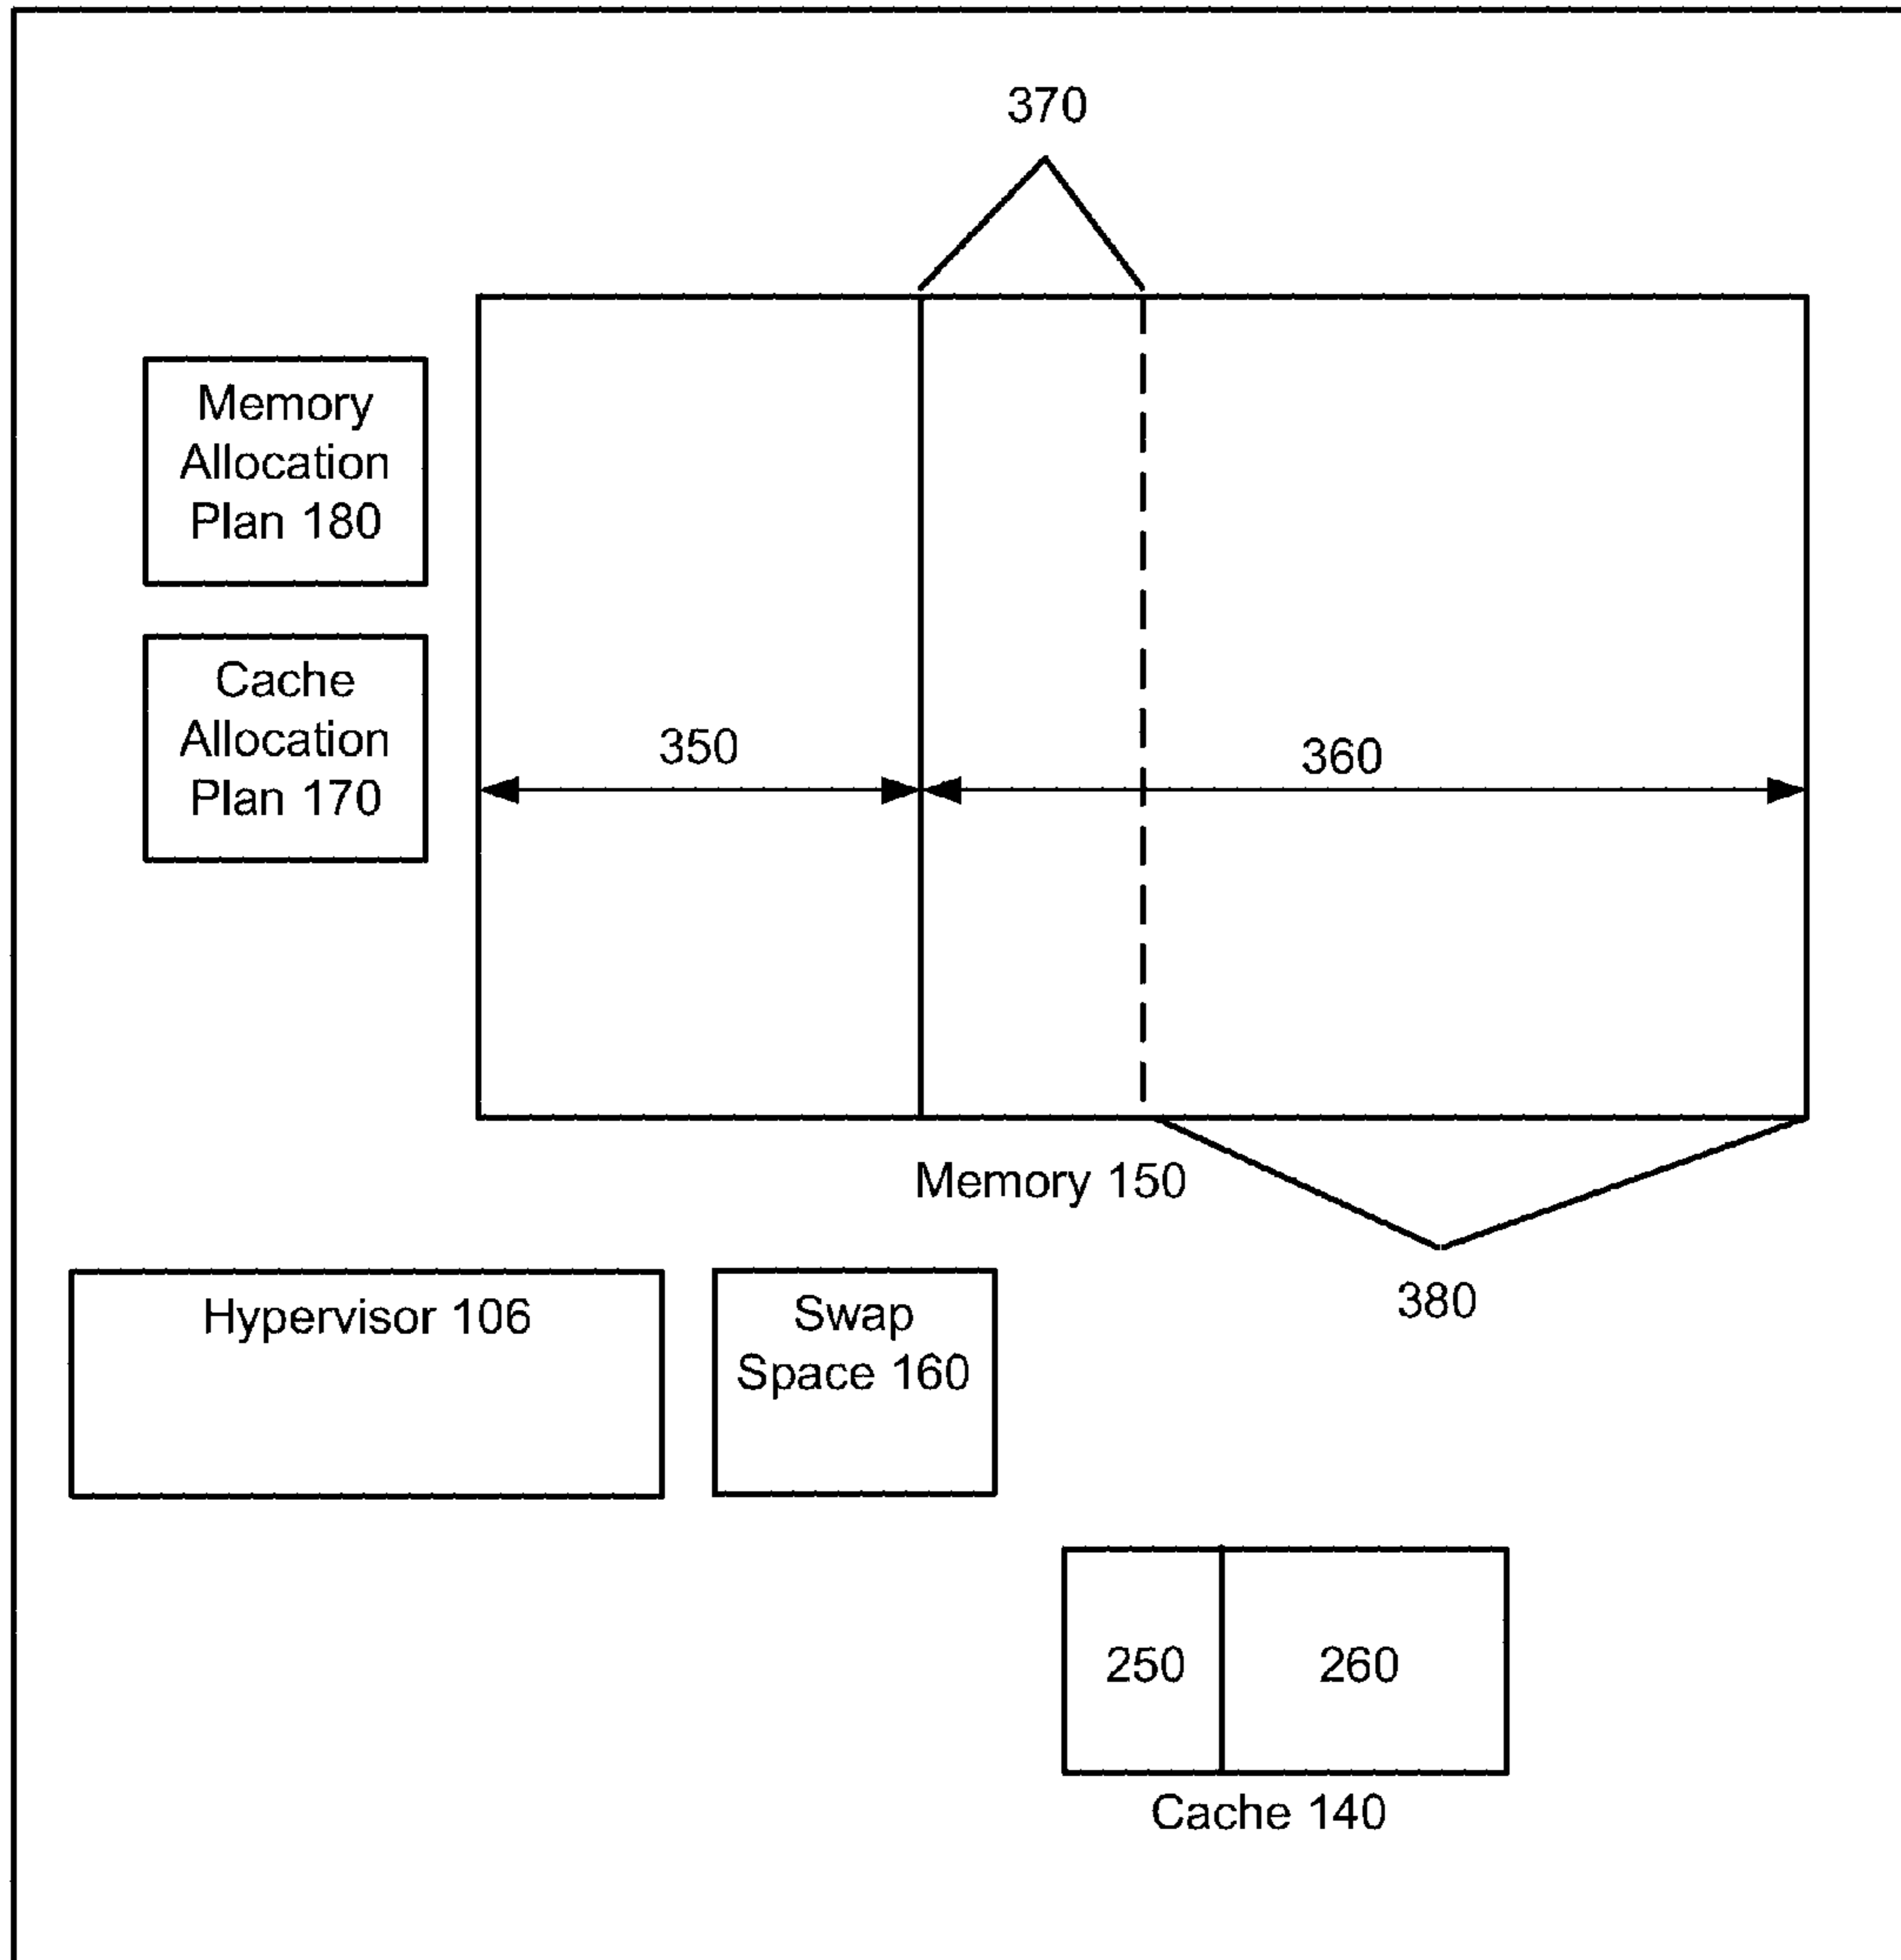 370
Memory
Allocation
Plan 180
Cache
Allocation
Plan 170
350
360
Memory 150
380
Hypervisor 106
Swap
Space 160
250
260
Cache 140